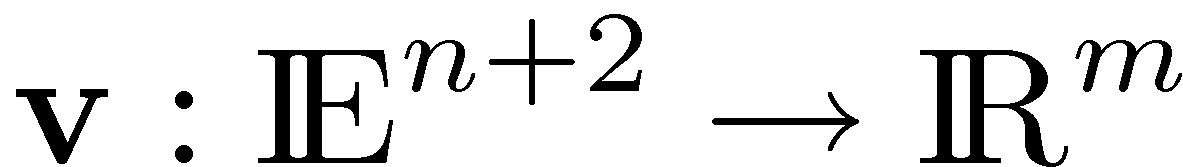 𝐯 : 𝔼ⁿ⁺² → ℝᵐ